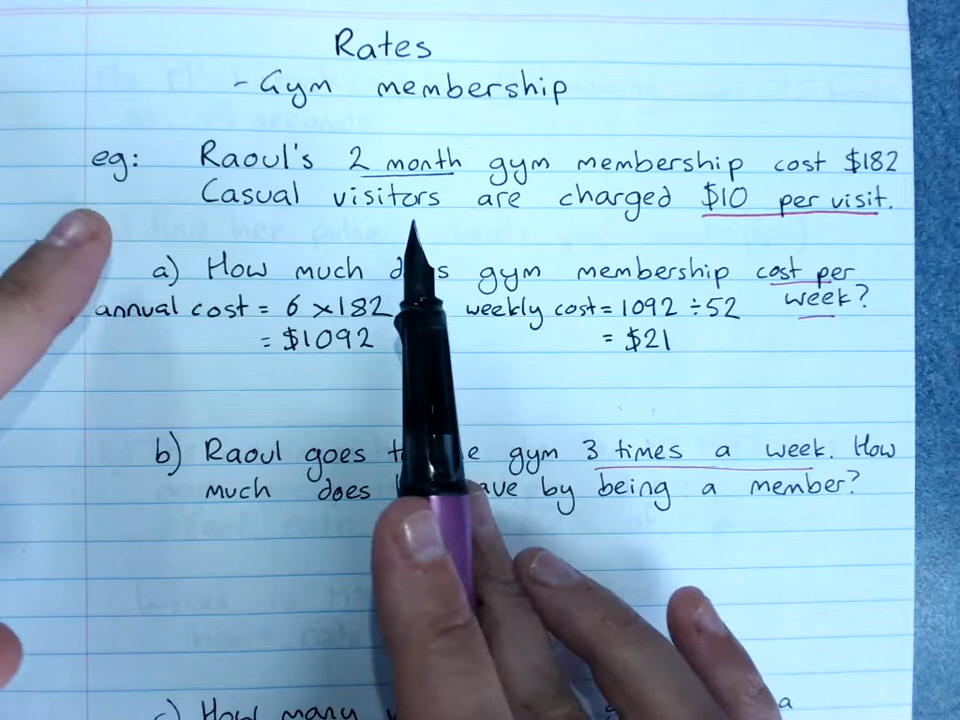 Rates
- Gym membership
eg: Raoul's 2 month gym membership cost $182
Casual visitors are charged $10 per visit.
a) How much gym membership cost per
week?
annual cost = 6 × 182 weekly cost = 1092 ÷ 52
= $1092 = $21
b) Raoul goes gym 3 times a week. How
much does by being a member?
c) How many a